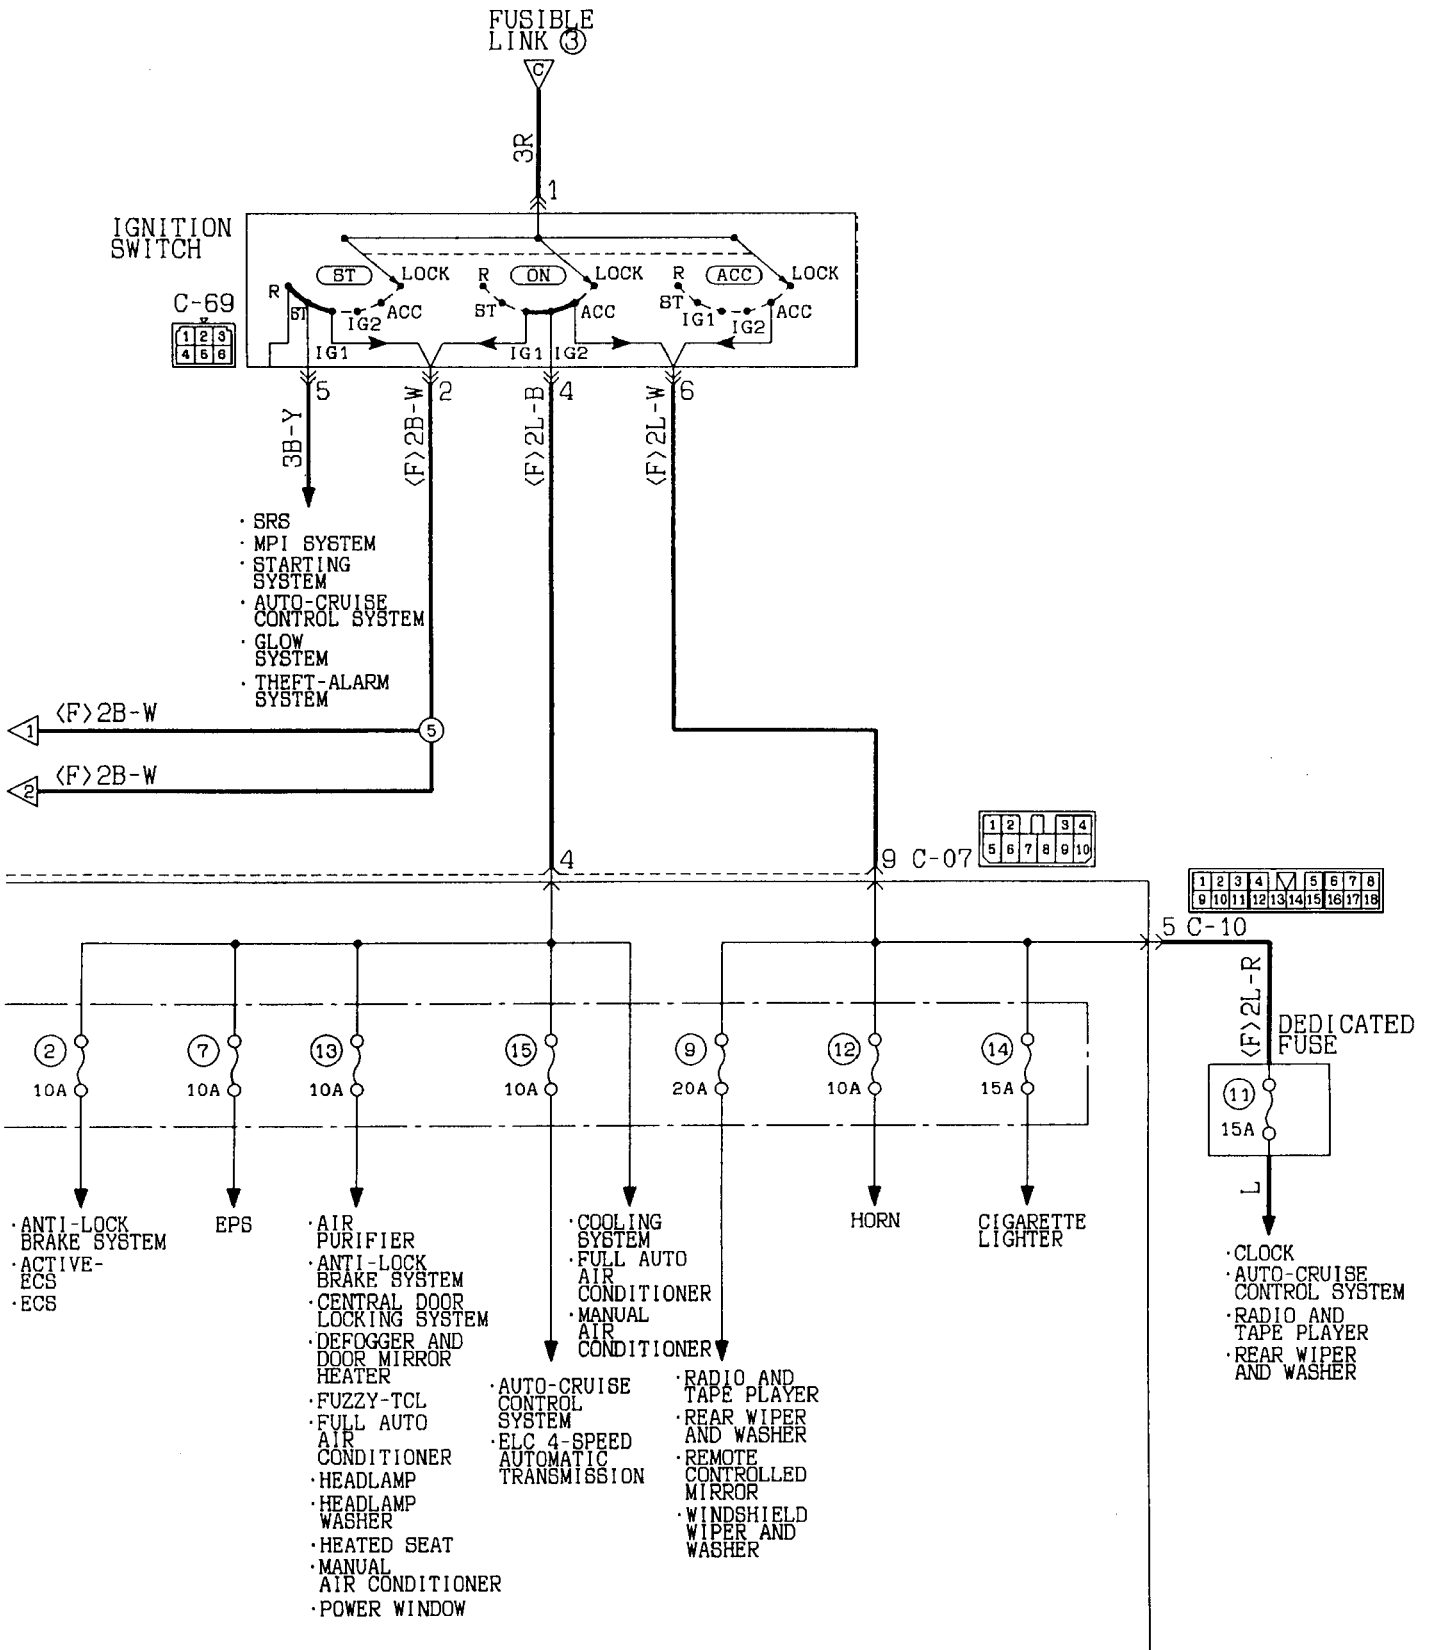 FUSIBLE
LINK ③
C
3R
1
IGNITION
SWITCH
C-69
1 2 3
4 5 6
R ST LOCK
ST IG1 IG2 ACC
R ON LOCK
ST IG1 IG2 ACC
R ACC LOCK
ST IG1 IG2 ACC
5
2
4
6
3B-Y
<F>2B-W
<F>2L-B
<F>2L-W
· SRS
· MPI SYSTEM
· STARTING
SYSTEM
· AUTO-CRUISE
CONTROL SYSTEM
· GLOW
SYSTEM
· THEFT-ALARM
SYSTEM
1
<F>2B-W
5
2
<F>2B-W
4
9 C-07
1 2 3 4
5 6 7 8 9 10
1 2 3 4 5 6 7 8
9 10 11 12 13 14 15 16 17 18
5 C-10
<F>2L-R
DEDICATED
FUSE
② 10A
⑦ 10A
⑬ 10A
⑮ 10A
⑨ 20A
⑫ 10A
⑭ 15A
⑪ 15A
L
·ANTI-LOCK
BRAKE SYSTEM
·ACTIVE-
ECS
·ECS
EPS
·AIR
PURIFIER
·ANTI-LOCK
BRAKE SYSTEM
·CENTRAL DOOR
LOCKING SYSTEM
·DEFOGGER AND
DOOR MIRROR
HEATER
·FUZZY-TCL
·FULL AUTO
AIR
CONDITIONER
·HEADLAMP
·HEADLAMP
WASHER
·HEATED SEAT
·MANUAL
AIR CONDITIONER
·POWER WINDOW
·AUTO-CRUISE
CONTROL
SYSTEM
·ELC 4-SPEED
AUTOMATIC
TRANSMISSION
·COOLING
SYSTEM
·FULL AUTO
AIR
CONDITIONER
·MANUAL
AIR
CONDITIONER
·RADIO AND
TAPE PLAYER
·REAR WIPER
AND WASHER
·REMOTE
CONTROLLED
MIRROR
·WINDSHIELD
WIPER AND
WASHER
HORN
CIGARETTE
LIGHTER
·CLOCK
·AUTO-CRUISE
CONTROL SYSTEM
·RADIO AND
TAPE PLAYER
·REAR WIPER
AND WASHER